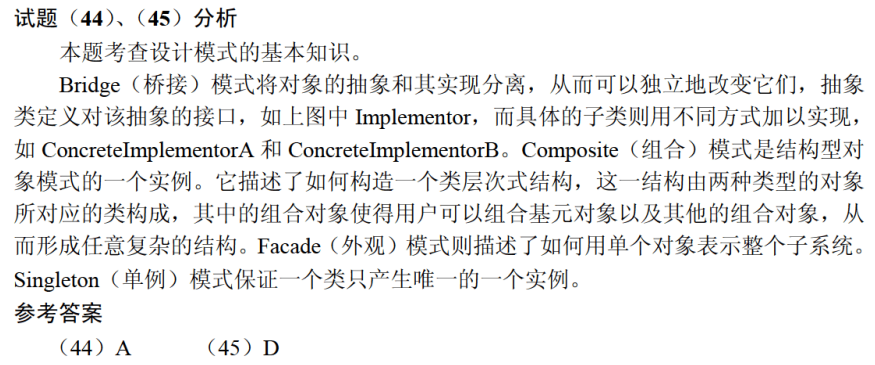 试题（44）、（45）分析
本题考查设计模式的基本知识。
Bridge（桥接）模式将对象的抽象和其实现分离，从而可以独立地改变它们，抽象
类定义对该抽象的接口，如上图中 Implementor，而具体的子类则用不同方式加以实现，
如 ConcreteImplementorA 和 ConcreteImplementorB。Composite（组合）模式是结构型对
象模式的一个实例。它描述了如何构造一个类层次式结构，这一结构由两种类型的对象
所对应的类构成，其中的组合对象使得用户可以组合基元对象以及其他的组合对象，从
而形成任意复杂的结构。Facade（外观）模式则描述了如何用单个对象表示整个子系统。
Singleton（单例）模式保证一个类只产生唯一的一个实例。
参考答案
（44）A （45）D